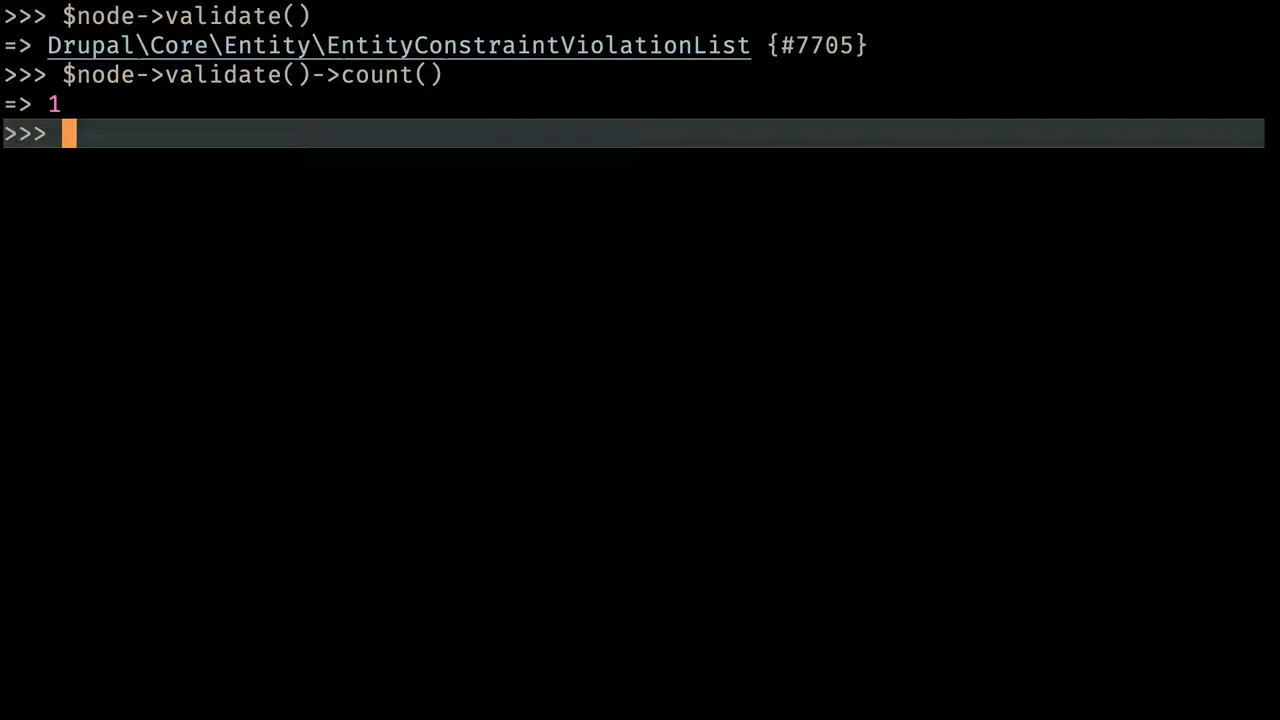 >>> $node->validate()
=> Drupal\Core\Entity\EntityConstraintViolationList {#7705}
>>> $node->validate()->count()
=> 1
>>>